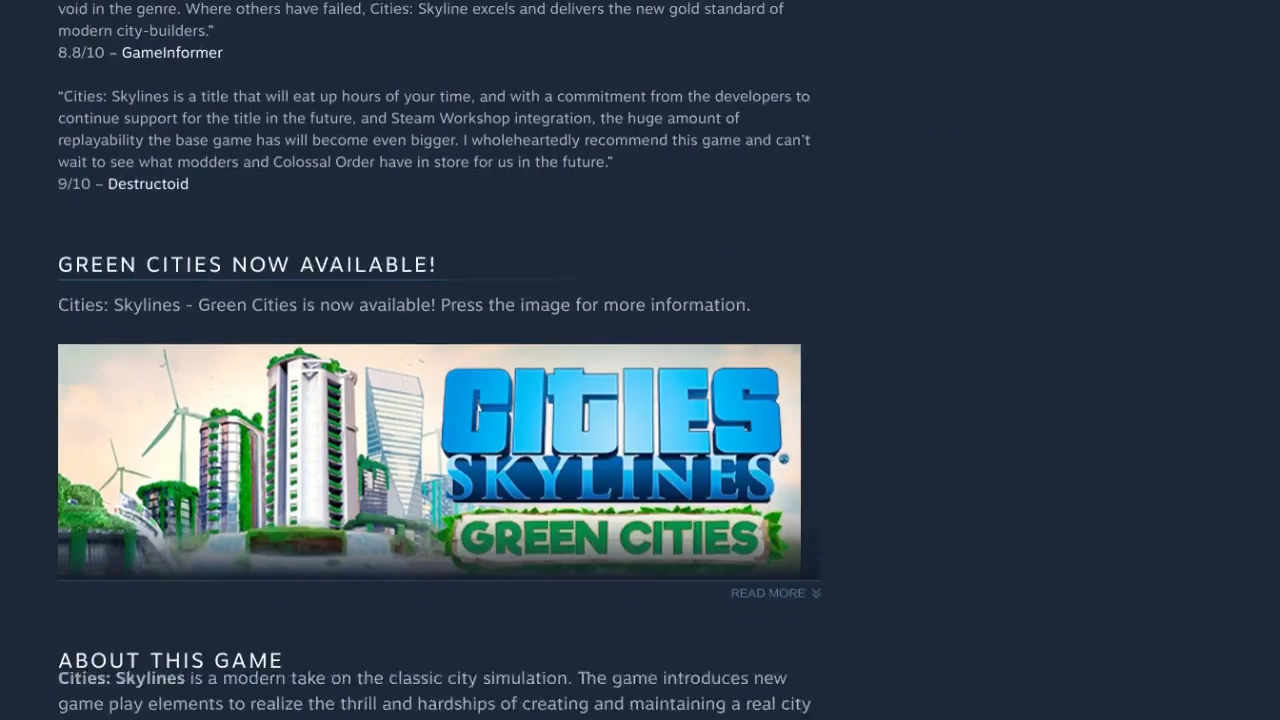 void in the genre. Where others have failed, Cities: Skyline excels and delivers the new gold standard of
modern city-builders.”
8.8/10 – GameInformer
“Cities: Skylines is a title that will eat up hours of your time, and with a commitment from the developers to
continue support for the title in the future, and Steam Workshop integration, the huge amount of
replayability the base game has will become even bigger. I wholeheartedly recommend this game and can’t
wait to see what modders and Colossal Order have in store for us in the future.”
9/10 – Destructoid
GREEN CITIES NOW AVAILABLE!
Cities: Skylines - Green Cities is now available! Press the image for more information.
CITIES
SKYLINES
GREEN CITIES
READ MORE
ABOUT THIS GAME
Cities: Skylines is a modern take on the classic city simulation. The game introduces new
game play elements to realize the thrill and hardships of creating and maintaining a real city